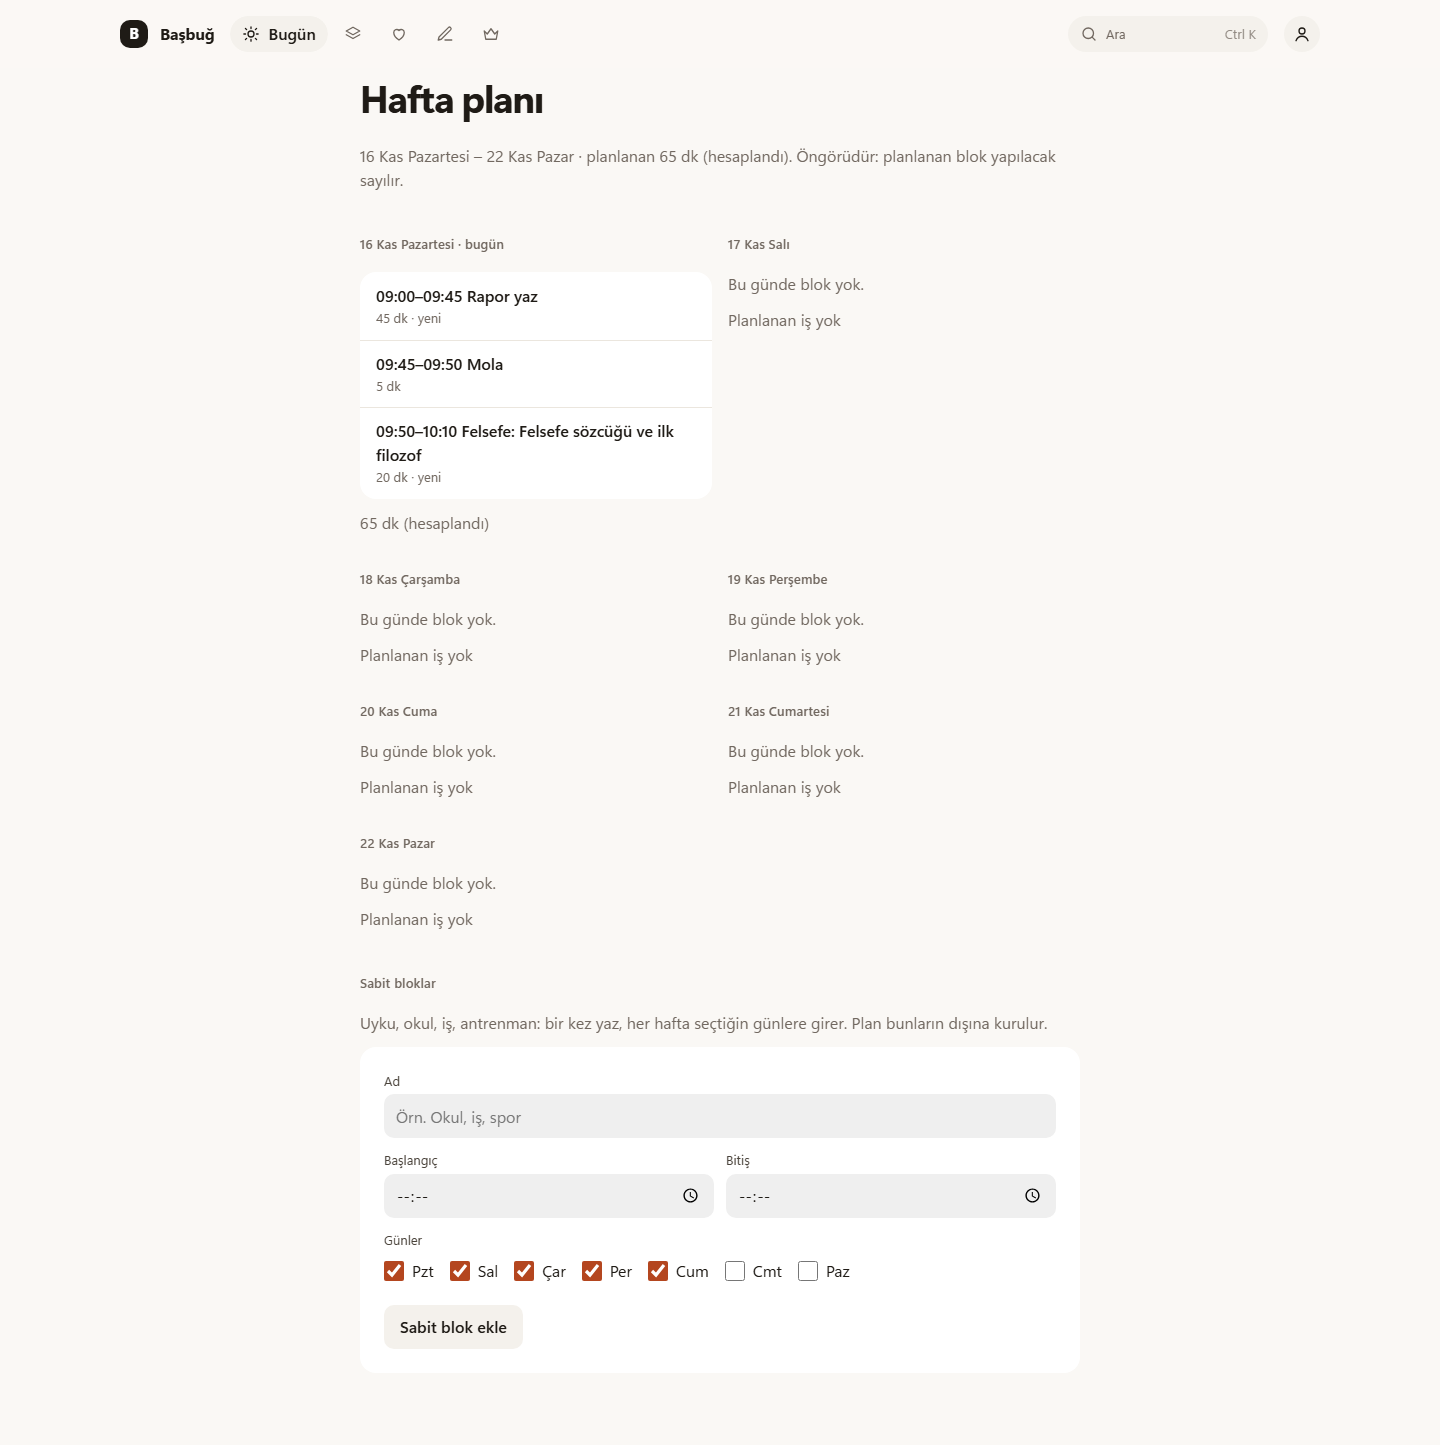 B Başbuğ Bugün Ara Ctrl K
Hafta planı
16 Kas Pazartesi – 22 Kas Pazar · planlanan 65 dk (hesaplandı). Öngörüdür: planlanan blok yapılacak
sayılır.
16 Kas Pazartesi · bugün
09:00–09:45 Rapor yaz
45 dk · yeni
09:45–09:50 Mola
5 dk
09:50–10:10 Felsefe: Felsefe sözcüğü ve ilk
filozof
20 dk · yeni
65 dk (hesaplandı)
17 Kas Salı
Bu günde blok yok.
Planlanan iş yok
18 Kas Çarşamba
Bu günde blok yok.
Planlanan iş yok
19 Kas Perşembe
Bu günde blok yok.
Planlanan iş yok
20 Kas Cuma
Bu günde blok yok.
Planlanan iş yok
21 Kas Cumartesi
Bu günde blok yok.
Planlanan iş yok
22 Kas Pazar
Bu günde blok yok.
Planlanan iş yok
Sabit bloklar
Uyku, okul, iş, antrenman: bir kez yaz, her hafta seçtiğin günlere girer. Plan bunların dışına kurulur.
Ad
Örn. Okul, iş, spor
Başlangıç Bitiş
--:-- --:--
Günler
Pzt Sal Çar Per Cum Cmt Paz
Sabit blok ekle